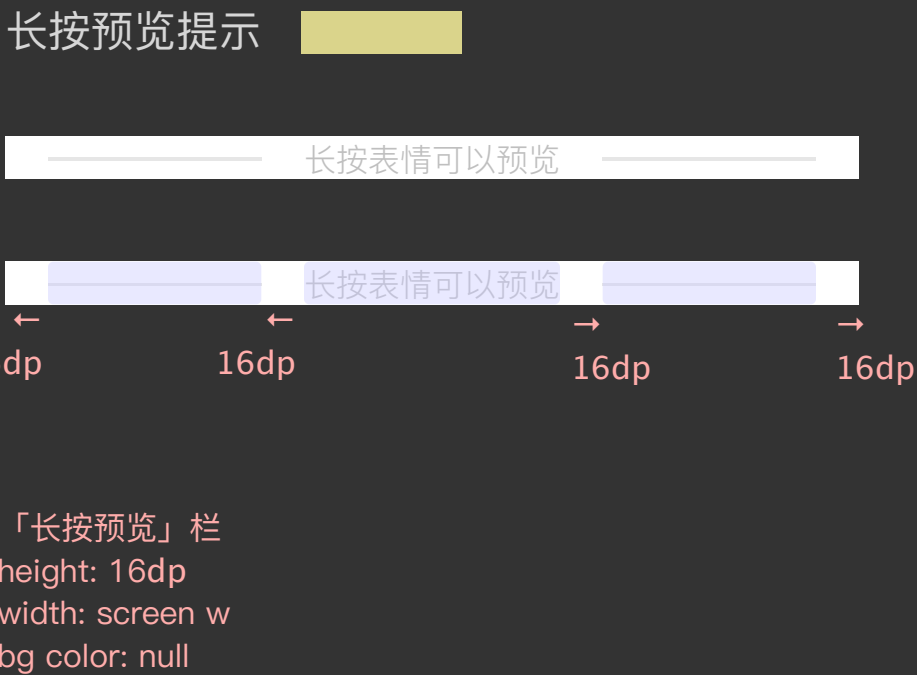 长按预览提示
长按表情可以预览
长按表情可以预览
← ← → →
dp 16dp 16dp 16dp
「长按预览」栏
height: 16dp
width: screen w
bg color: null